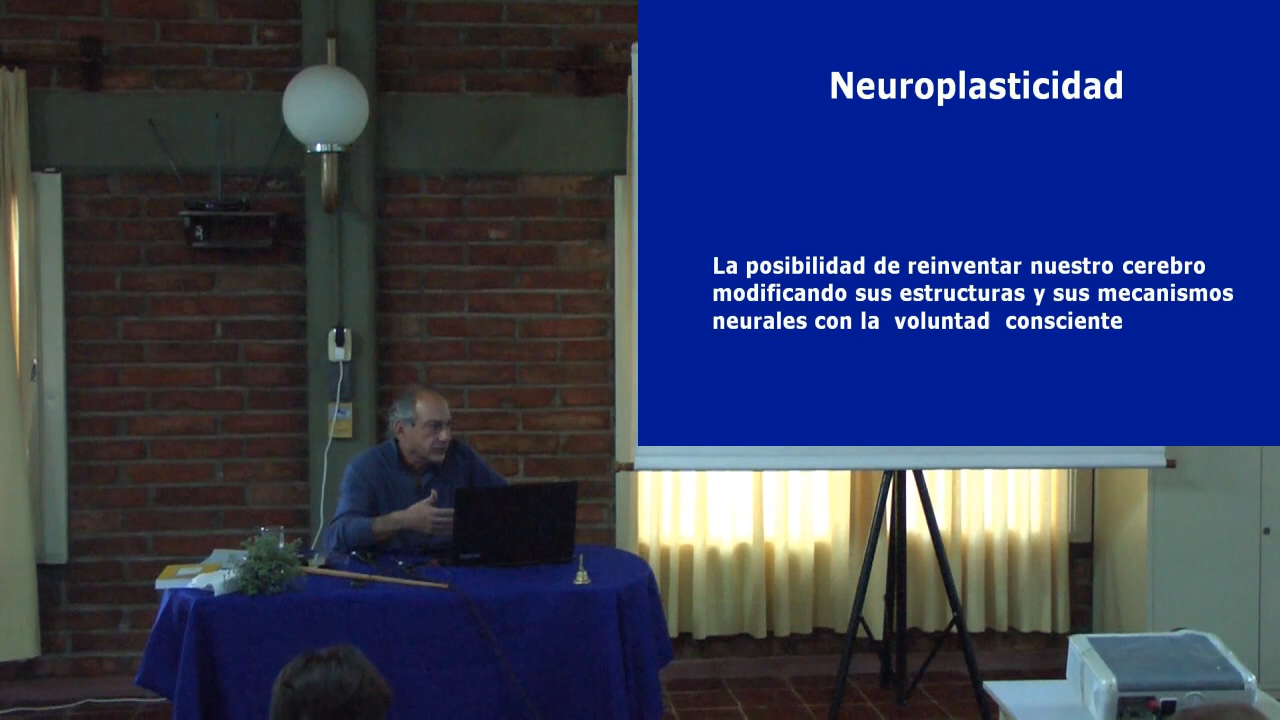 Neuroplasticidad
La posibilidad de reinventar nuestro cerebro
modificando sus estructuras y sus mecanismos
neurales con la voluntad consciente